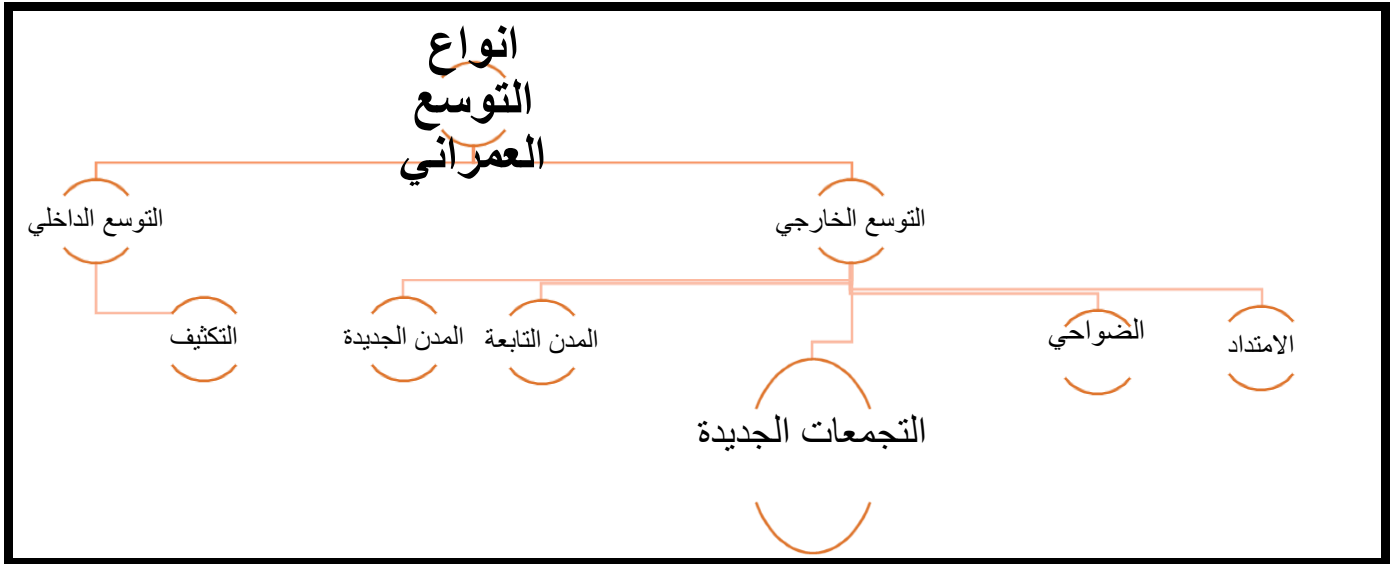 انواع
التوسع
العمراني
التوسع الخارجي
التوسع الداخلي
الامتداد
الضواحي
التجمعات الجديدة
المدن التابعة
المدن الجديدة
التكثيف